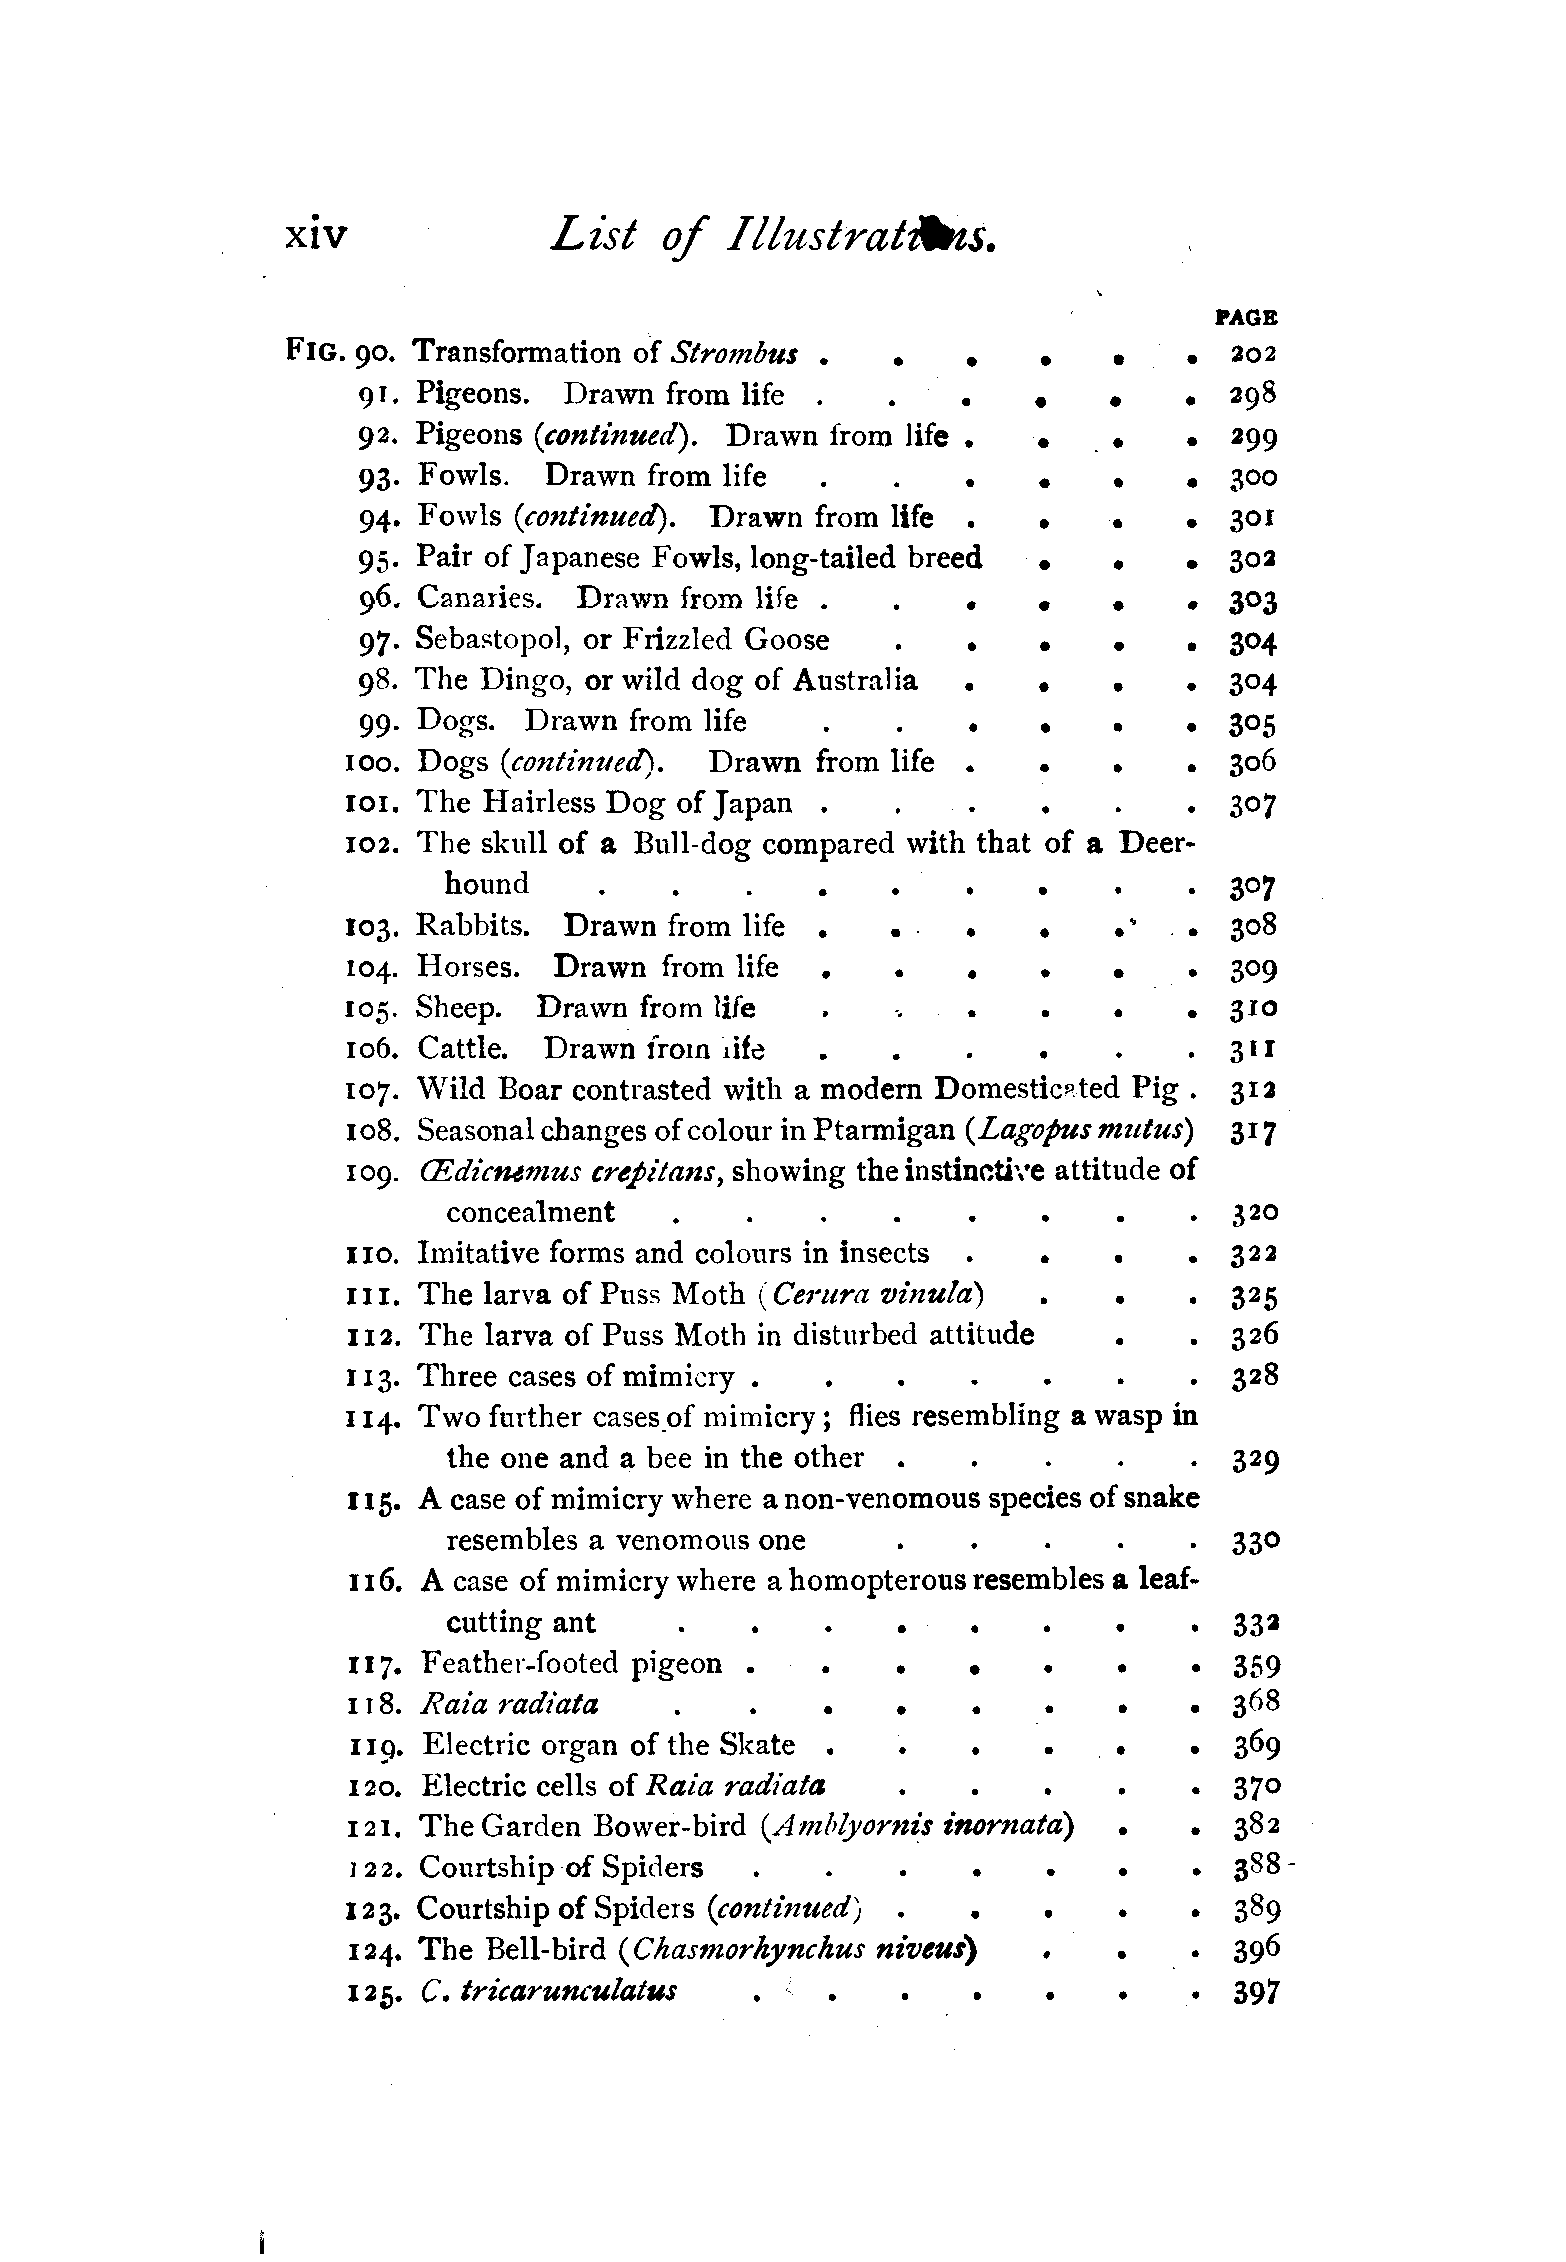 xiv List of Illustrations.
PAGE
FIG. 90. Transformation of Strombus . . . . . . 202
91. Pigeons. Drawn from life . . . . . . 298
92. Pigeons (continued). Drawn from life . . . . 299
93. Fowls. Drawn from life . . . . . . 300
94. Fowls (continued). Drawn from life . . . . 301
95. Pair of Japanese Fowls, long-tailed breed . . . 302
96. Canaries. Drawn from life . . . . . . 303
97. Sebastopol, or Frizzled Goose . . . . . 304
98. The Dingo, or wild dog of Australia . . . . 304
99. Dogs. Drawn from life . . . . . . 305
100. Dogs (continued). Drawn from life . . . . 306
101. The Hairless Dog of Japan . . . . . . 307
102. The skull of a Bull-dog compared with that of a Deer-
hound . . . . . . . . . 307
103. Rabbits. Drawn from life . . . . . . 308
104. Horses. Drawn from life . . . . . . 309
105. Sheep. Drawn from life . . . . . . 310
106. Cattle. Drawn from life . . . . . . 311
107. Wild Boar contrasted with a modern Domesticated Pig . 312
108. Seasonal changes of colour in Ptarmigan (Lagopus mutus) 317
109. Œdicnemus crepitans, showing the instinctive attitude of
concealment . . . . . . . . 320
110. Imitative forms and colours in insects . . . . 322
111. The larva of Puss Moth (Cerura vinula) . . . 325
112. The larva of Puss Moth in disturbed attitude . . 326
113. Three cases of mimicry . . . . . . . 328
114. Two further cases of mimicry; flies resembling a wasp in
the one and a bee in the other . . . . . 329
115. A case of mimicry where a non-venomous species of snake
resembles a venomous one . . . . . 330
116. A case of mimicry where a homopterous resembles a leaf-
cutting ant . . . . . . . . 332
117. Feather-footed pigeon . . . . . . . 359
118. Raia radiata . . . . . . . . 368
119. Electric organ of the Skate . . . . . . 369
120. Electric cells of Raia radiata . . . . . 370
121. The Garden Bower-bird (Amblyornis inornata) . . 382
122. Courtship of Spiders . . . . . . . 388
123. Courtship of Spiders (continued) . . . . . 389
124. The Bell-bird (Chasmorhynchus niveus) . . . 396
125. C. tricarunculatus . . . . . . . 397